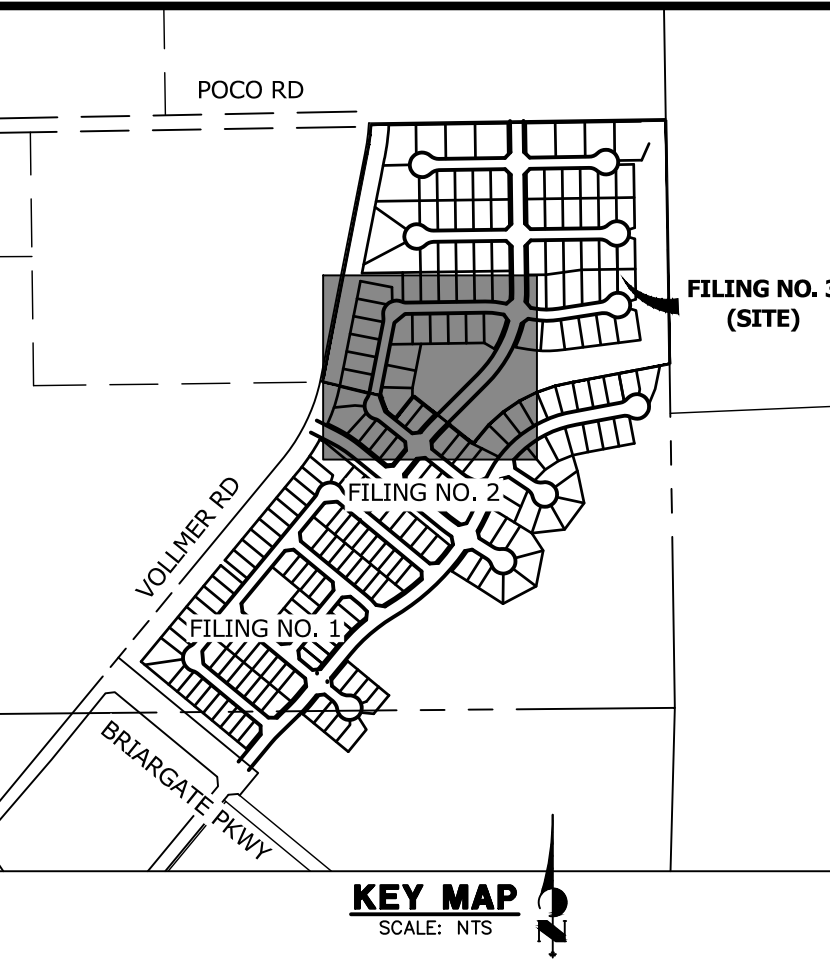 POCO RD
FILING NO. 3
(SITE)
FILING NO. 2
VOLLMER RD
FILING NO. 1
BRIARGATE PKWY
KEY MAP
SCALE: NTS
N